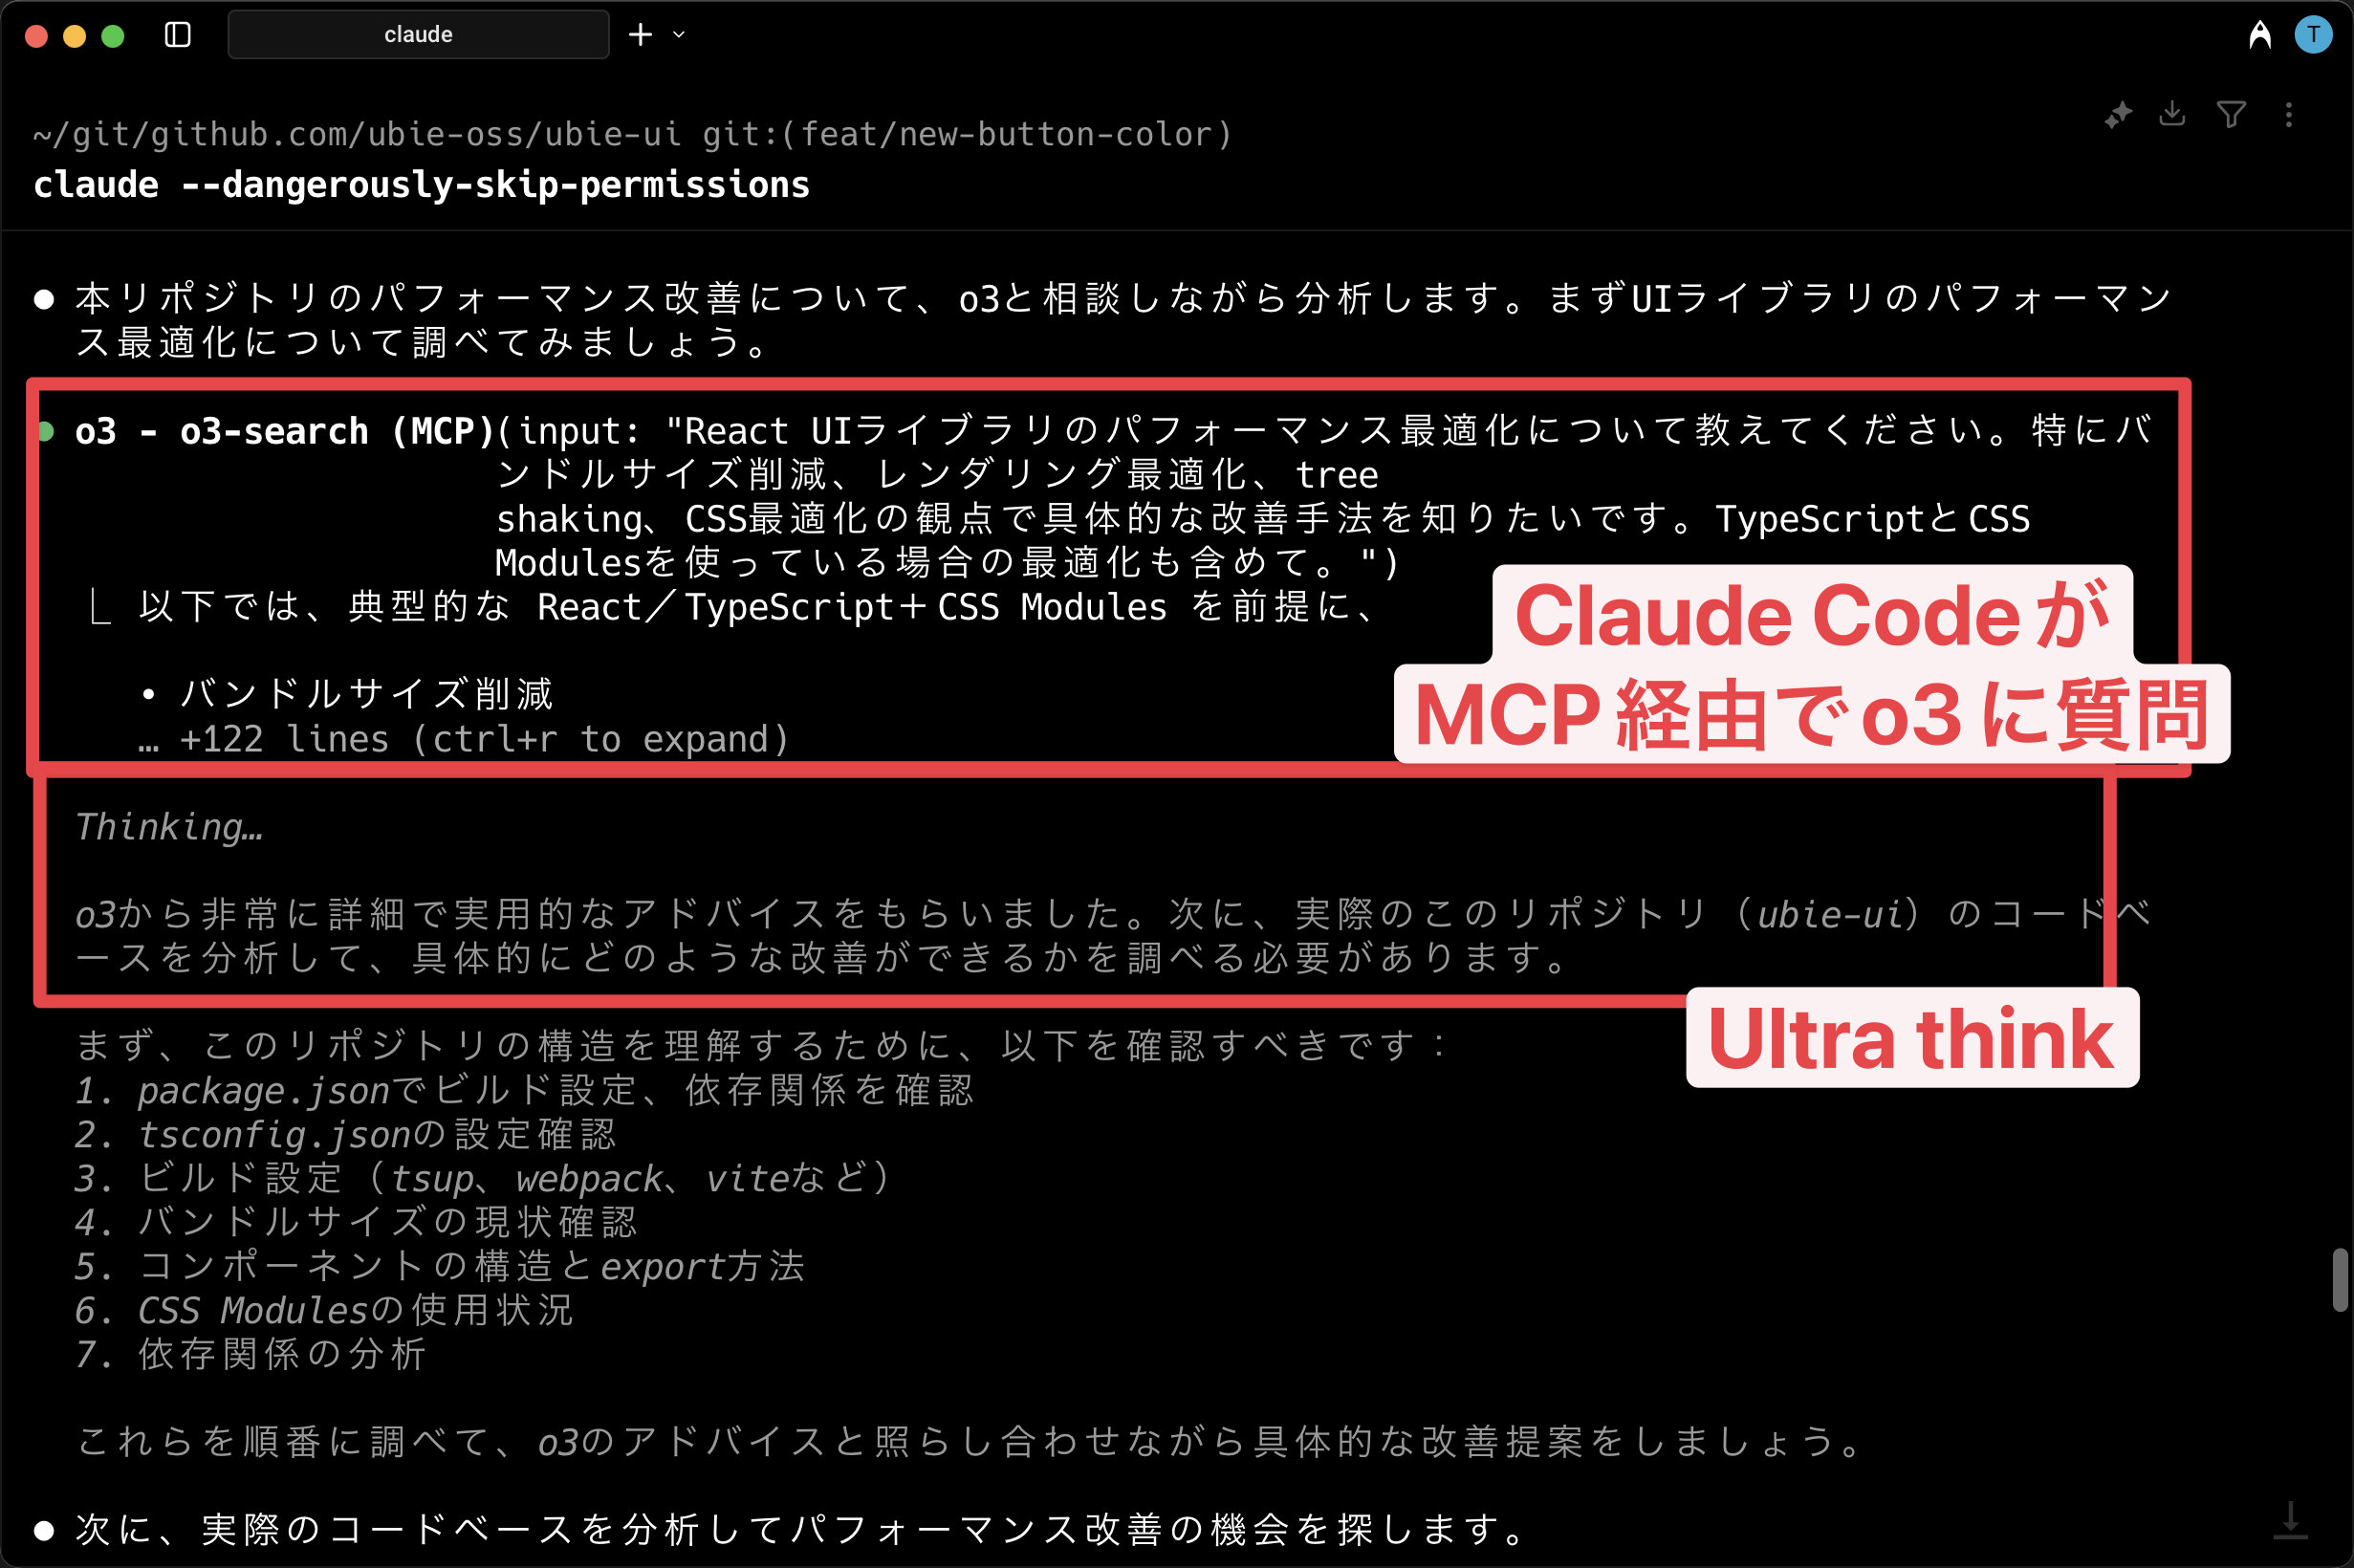 claude
T
~/git/github.com/ubie-oss/ubie-ui git:(feat/new-button-color)
claude --dangerously-skip-permissions
● 本リポジトリのパフォーマンス改善について、o3と相談しながら分析します。まずUIライブラリのパフォーマン
ス最適化について調べてみましょう。
● o3 - o3-search (MCP)(input: "React UIライブラリのパフォーマンス最適化について教えてください。特にバ
ンドルサイズ削減、レンダリング最適化、tree
shaking、CSS最適化の観点で具体的な改善手法を知りたいです。TypeScriptとCSS
Modulesを使っている場合の最適化も含めて。")
⎿ 以下では、典型的な React／TypeScript＋CSS Modules を前提に、
• バンドルサイズ削減
… +122 lines (ctrl+r to expand)
Claude Codeが
MCP 経由でo3に質問
Thinking…
o3から非常に詳細で実用的なアドバイスをもらいました。次に、実際のこのリポジトリ（ubie-ui）のコードベ
ースを分析して、具体的にどのような改善ができるかを調べる必要があります。
Ultra think
まず、このリポジトリの構造を理解するために、以下を確認すべきです：
1. package.jsonでビルド設定、依存関係を確認
2. tsconfig.jsonの設定確認
3. ビルド設定（tsup、webpack、viteなど）
4. バンドルサイズの現状確認
5. コンポーネントの構造とexport方法
6. CSS Modulesの使用状況
7. 依存関係の分析
これらを順番に調べて、o3のアドバイスと照らし合わせながら具体的な改善提案をしましょう。
● 次に、実際のコードベースを分析してパフォーマンス改善の機会を探します。